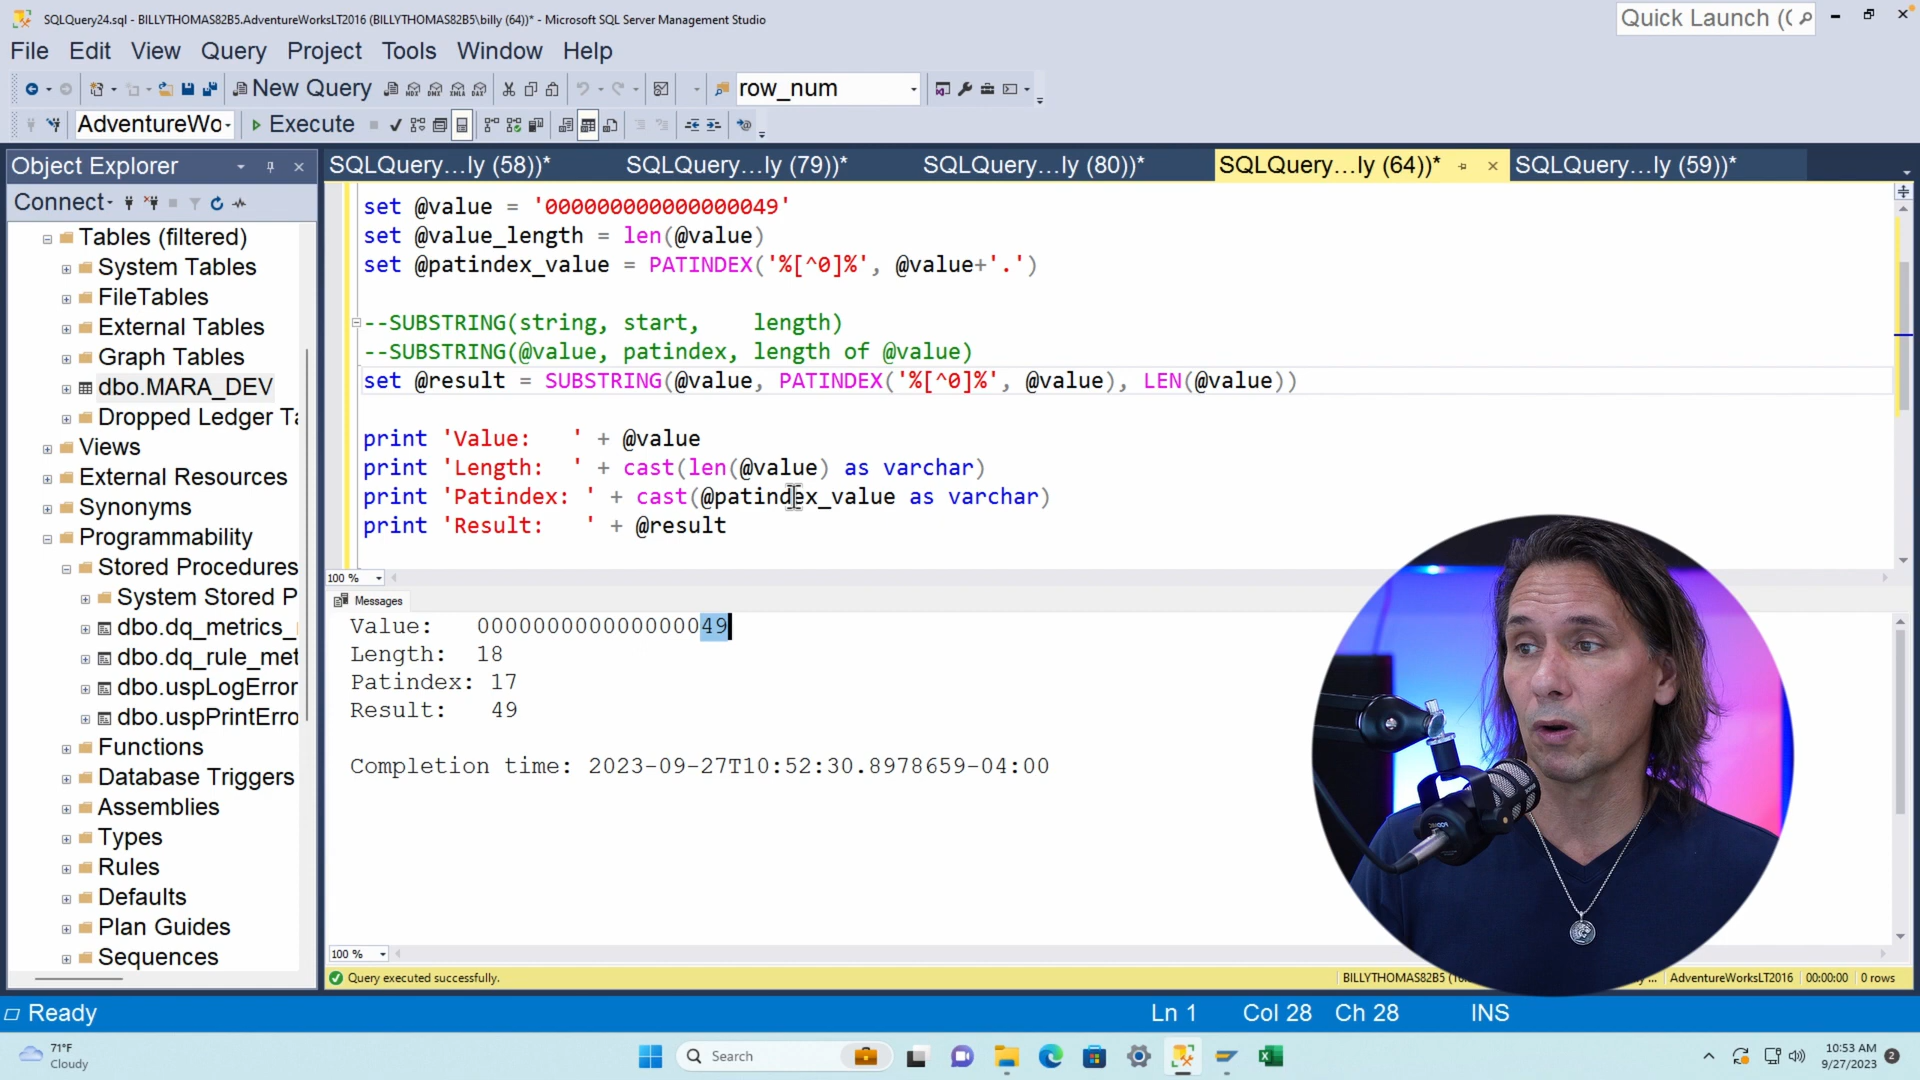 SQLQuery24.sql - BILLYTHOMAS82B5.AdventureWorksLT2016 (BILLYTHOMAS82B5\billy (64))* - Microsoft SQL Server Management Studio
Quick Launch (
File Edit View Query Project Tools Window Help
New Query
row_num
AdventureWo
Execute
Object Explorer
SQLQuery...ly (58))*
SQLQuery...ly (79))*
SQLQuery...ly (80))*
SQLQuery...ly (64))*
SQLQuery...ly (59))*
Connect
Tables (filtered)
System Tables
FileTables
External Tables
Graph Tables
dbo.MARA_DEV
Dropped Ledger Ta
Views
External Resources
Synonyms
Programmability
Stored Procedures
System Stored P
dbo.dq_metrics_
dbo.dq_rule_met
dbo.uspLogError
dbo.uspPrintErro
Functions
Database Triggers
Assemblies
Types
Rules
Defaults
Plan Guides
Sequences
set @value = '000000000000000049'
set @value_length = len(@value)
set @patindex_value = PATINDEX('%[^0]%', @value+'.')
--SUBSTRING(string, start,    length)
--SUBSTRING(@value, patindex, length of @value)
set @result = SUBSTRING(@value, PATINDEX('%[^0]%', @value), LEN(@value))
print 'Value:   ' + @value
print 'Length:  ' + cast(len(@value) as varchar)
print 'Patindex: ' + cast(@patindex_value as varchar)
print 'Result:   ' + @result
100 %
Messages
Value:   000000000000000049
Length:  18
Patindex: 17
Result:   49
Completion time: 2023-09-27T10:52:30.8978659-04:00
100 %
Query executed successfully.
BILLYTHOMAS82B5
AdventureWorksLT2016
00:00:00
0 rows
Ready
Ln 1
Col 28
Ch 28
INS
71°F
Cloudy
Search
10:53 AM
9/27/2023
2